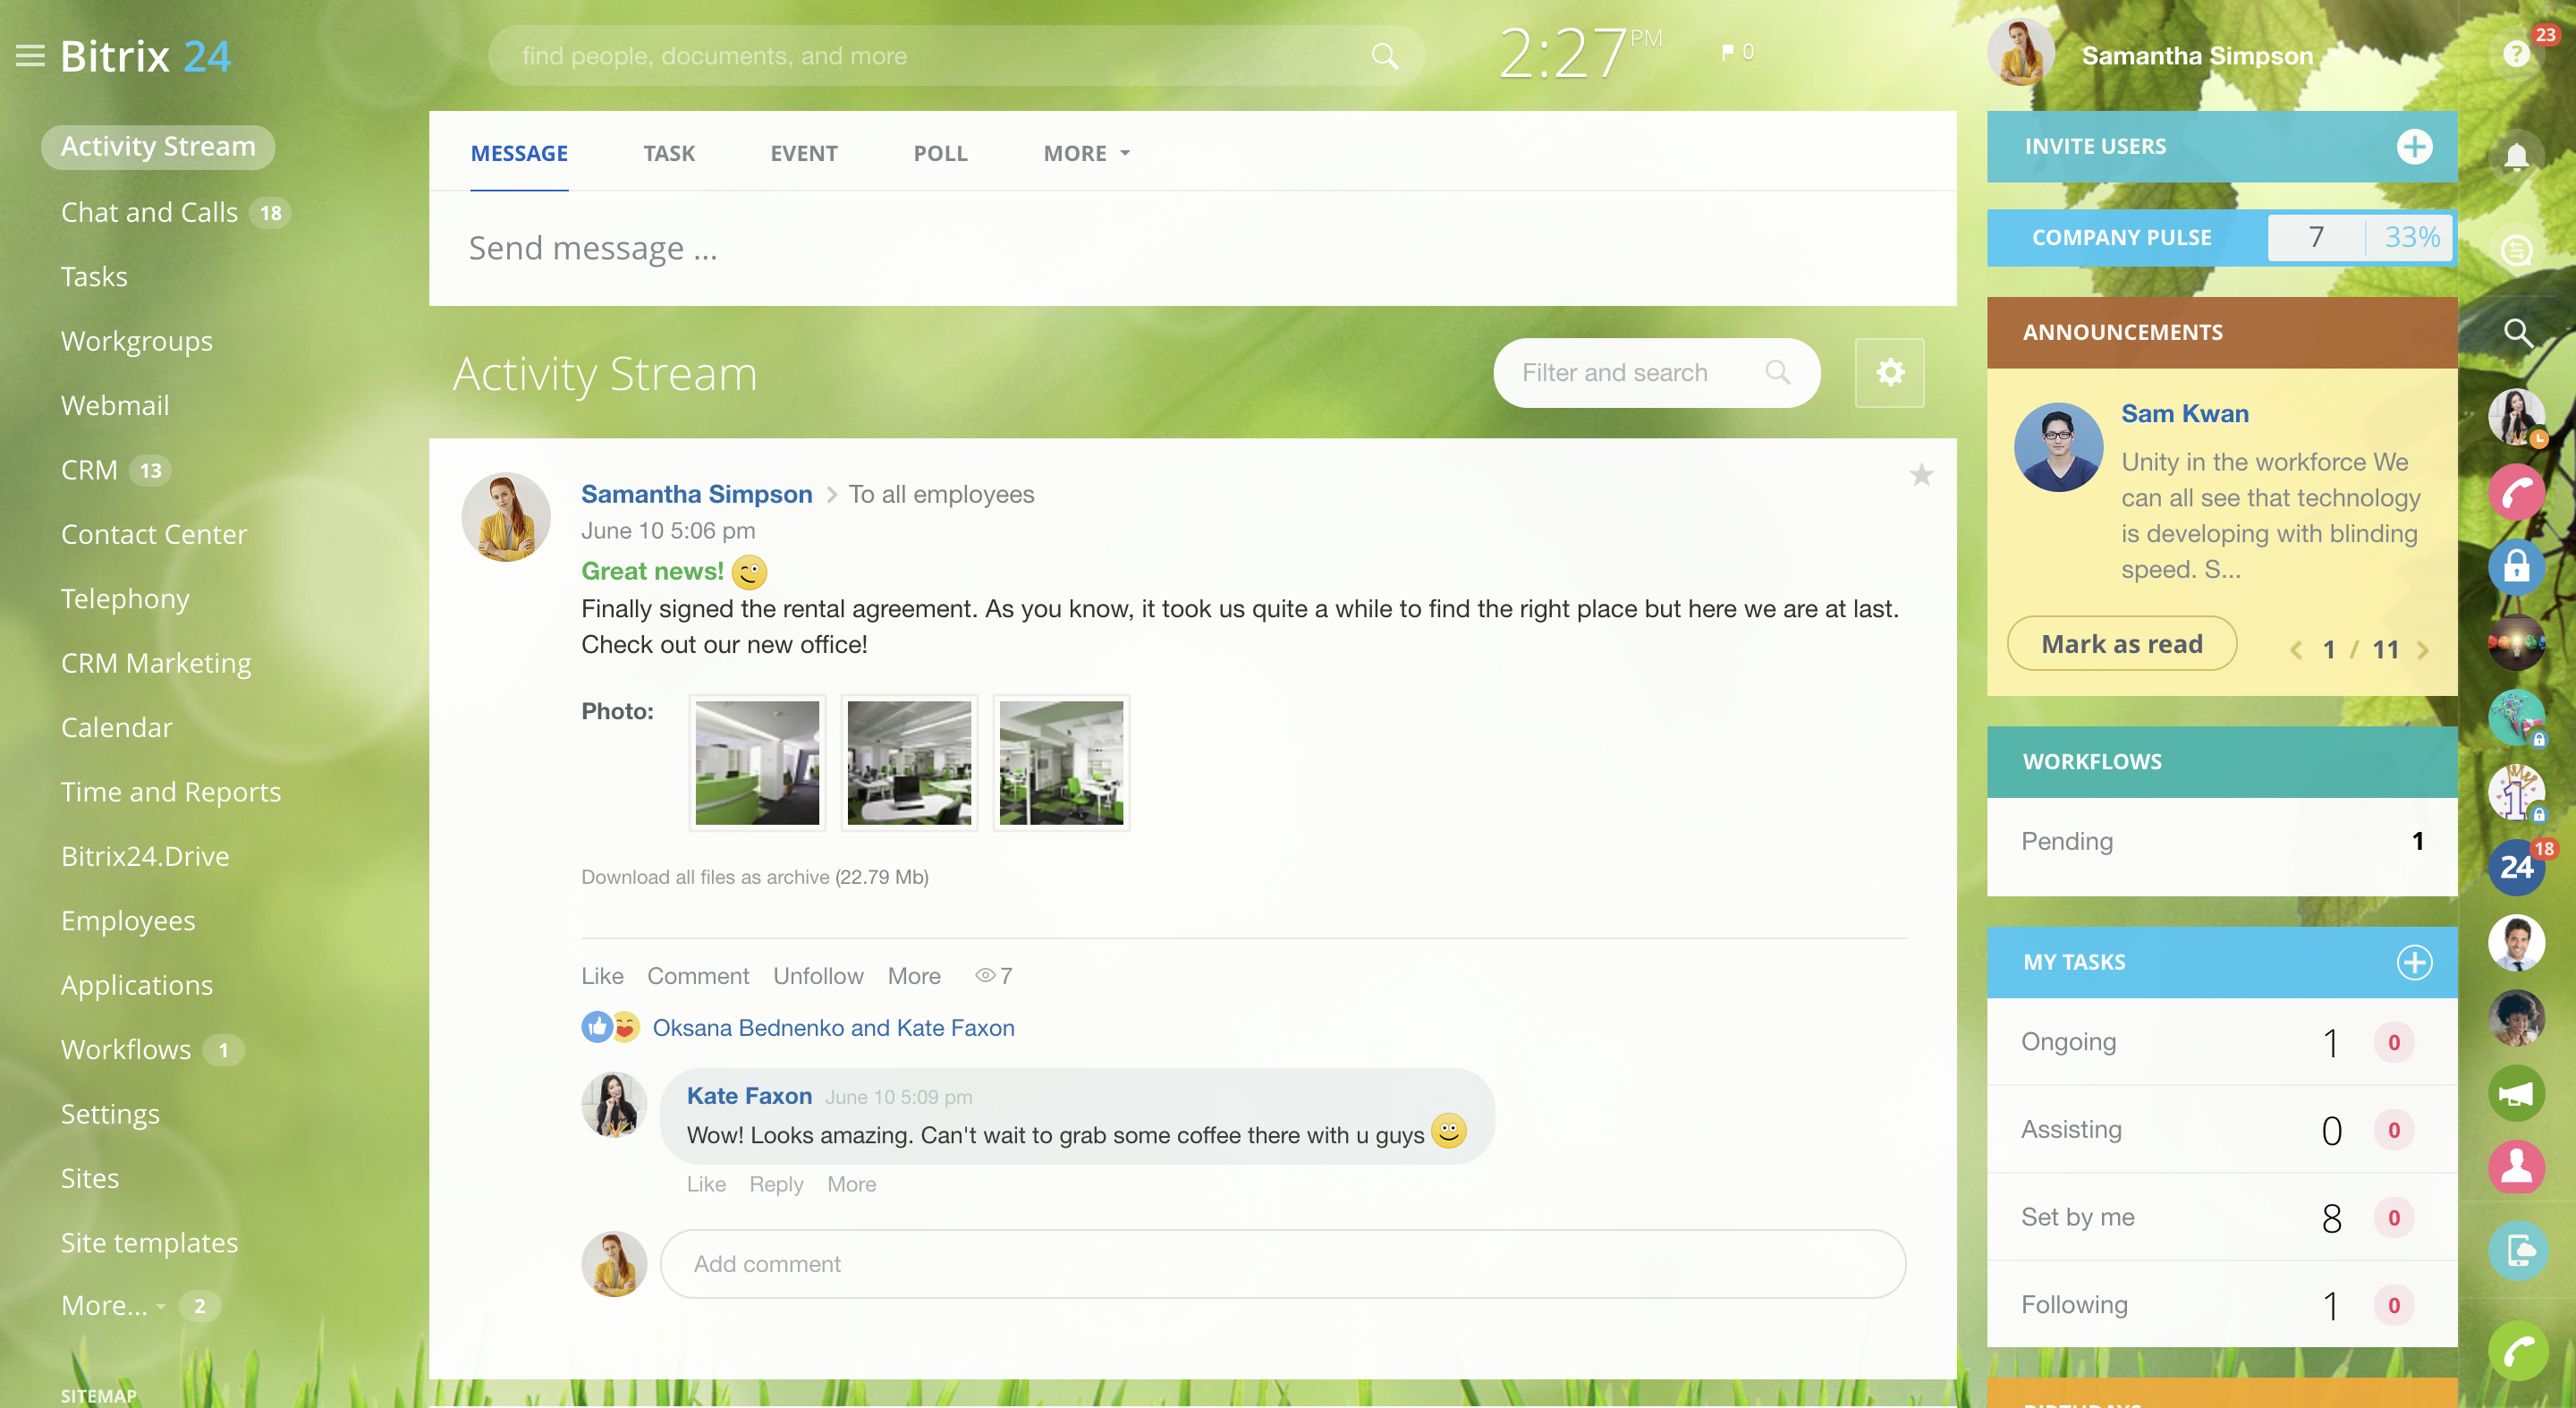 Bitrix 24
find people, documents, and more
2:27 PM
0
Samantha Simpson
23
Activity Stream
Chat and Calls 18
Tasks
Workgroups
Webmail
CRM 13
Contact Center
Telephony
CRM Marketing
Calendar
Time and Reports
Bitrix24.Drive
Employees
Applications
Workflows 1
Settings
Sites
Site templates
More... 2
SITEMAP
MESSAGE TASK EVENT POLL MORE
Send message ...
Activity Stream
Filter and search
Samantha Simpson > To all employees
June 10 5:06 pm
Great news!
Finally signed the rental agreement. As you know, it took us quite a while to find the right place but here we are at last.
Check out our new office!
Photo:
Download all files as archive (22.79 Mb)
Like Comment Unfollow More 7
Oksana Bednenko and Kate Faxon
Kate Faxon June 10 5:09 pm
Wow! Looks amazing. Can't wait to grab some coffee there with u guys
Like Reply More
Add comment
INVITE USERS
COMPANY PULSE 7 33%
ANNOUNCEMENTS
Sam Kwan
Unity in the workforce We
can all see that technology
is developing with blinding
speed. S...
Mark as read
1 / 11
WORKFLOWS
Pending 1
MY TASKS
Ongoing 1 0
Assisting 0 0
Set by me 8 0
Following 1 0
BIRTHDAYS
1
24 18